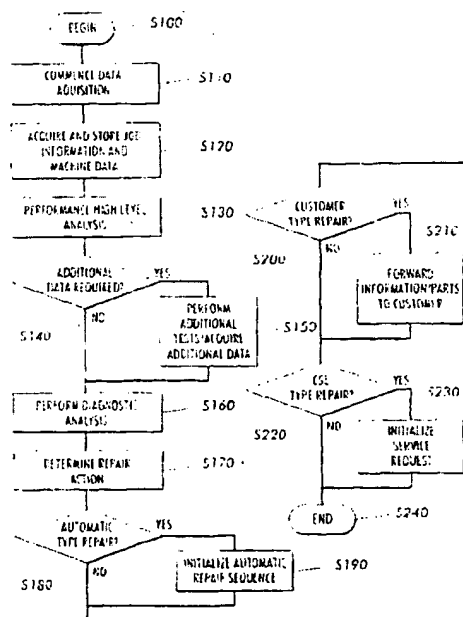 BEGIN
S100
COMMENCE DATA
AQUISITION
S110
ACQUIRE AND STORE JOB
INFORMATION AND
MACHINE DATA
S120
PERFORMANCE HIGH LEVEL
ANALYSIS
S130
ADDITIONAL
DATA REQUIRED?
YES
NO
S140
PERFORM
ADDITIONAL
TESTS/ACQUIRE
ADDITIONAL DATA
S150
PERFORM DIAGNOSTIC
ANALYSIS
S160
DETERMINE REPAIR
ACTION
S170
AUTOMATIC
TYPE REPAIR?
YES
NO
S180
INITIALIZE AUTOMATIC
REPAIR SEQUENCE
S190
CUSTOMER
TYPE REPAIR?
YES
NO
S200
S210
FORWARD
INFORMATION/PARTS
TO CUSTOMER
CSE
TYPE REPAIR?
YES
NO
S220
S230
INITIALIZE
SERVICE
REQUEST
END
S240